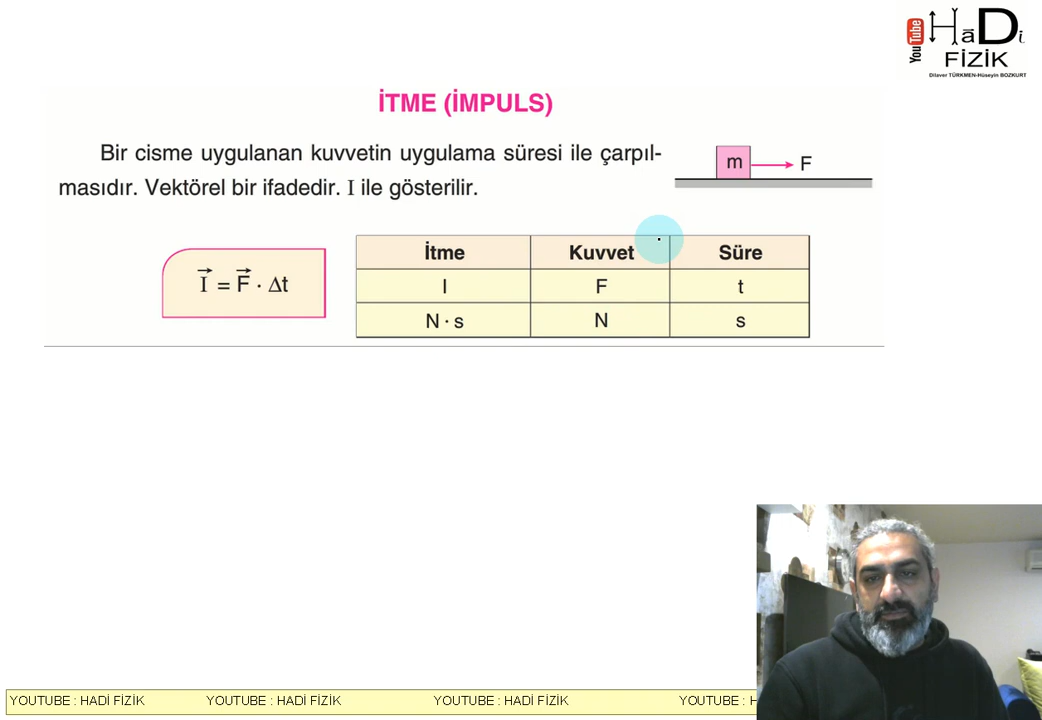 YouTube
HāDi
FİZİK
Dilaver TÜRKMEN-Hüseyin BOZKURT
İTME (İMPULS)
Bir cisme uygulanan kuvvetin uygulama süresi ile çarpıl-
masıdır. Vektörel bir ifadedir. I ile gösterilir.
m F
I = F · Δt
İtme Kuvvet Süre
I F t
N · s N s
YOUTUBE : HADİ FİZİK YOUTUBE : HADİ FİZİK YOUTUBE : HADİ FİZİK YOUTUBE : H